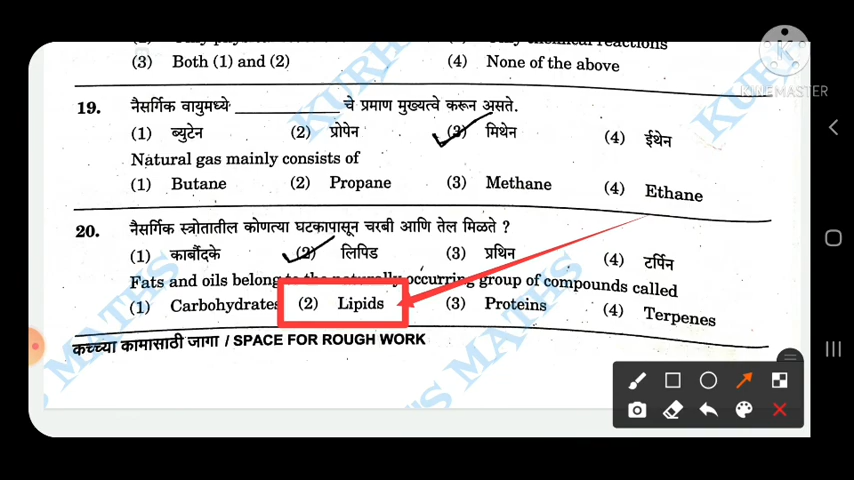 (3) Both (1) and (2) (4) None of the above
KINEMASTER
19. नैसर्गिक वायुमध्ये ____________ चे प्रमाण मुख्यत्वे करून असते.
(1) ब्युटेन (2) प्रोपेन (3) मिथेन (4) ईथेन
Natural gas mainly consists of
(1) Butane (2) Propane (3) Methane (4) Ethane
20. नैसर्गिक स्त्रोतातील कोणत्या घटकापासून चरबी आणि तेल मिळते ?
(1) कार्बोदके (2) लिपिड (3) प्रथिन (4) टर्पिन
Fats and oils belong to the naturally occurring group of compounds called
(1) Carbohydrates (2) Lipids (3) Proteins (4) Terpenes
कच्च्या कामासाठी जागा / SPACE FOR ROUGH WORK